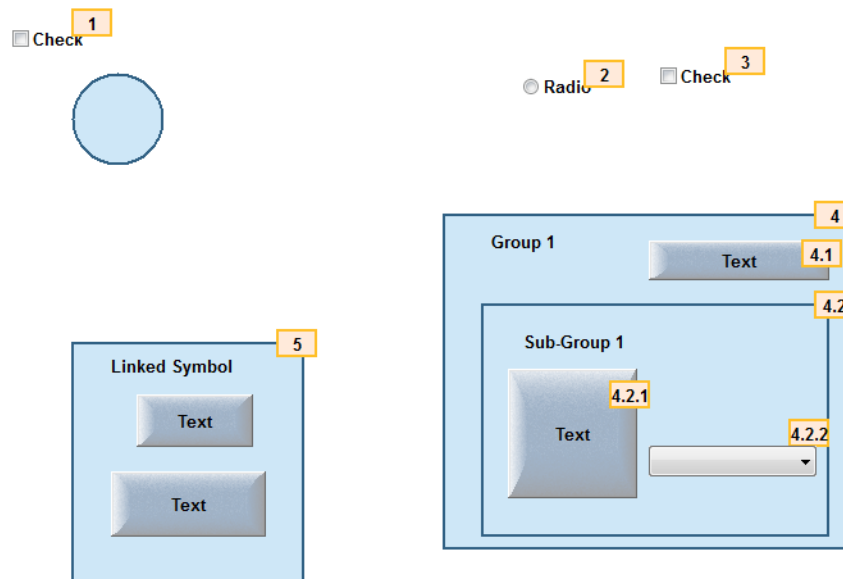 1
Check
2
Radio
3
Check
4
Group 1
Text
4.1
4.2
Sub-Group 1
4.2.1
Text
4.2.2
5
Linked Symbol
Text
Text